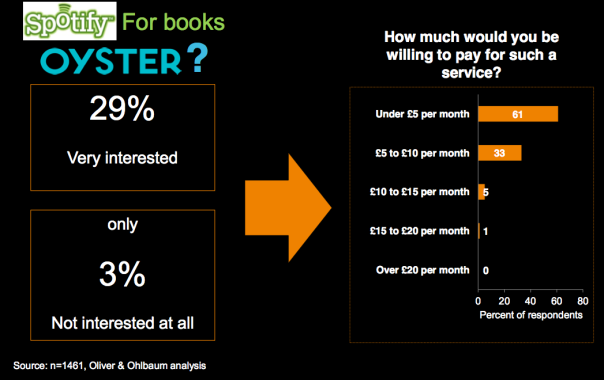 Spotify For books
OYSTER?
29%
Very interested
only
3%
Not interested at all
How much would you be
willing to pay for such a
service?
Under £5 per month 61
£5 to £10 per month 33
£10 to £15 per month 5
£15 to £20 per month 1
Over £20 per month 0
0 20 40 60 80
Percent of respondents
Source: n=1461, Oliver & Ohlbaum analysis